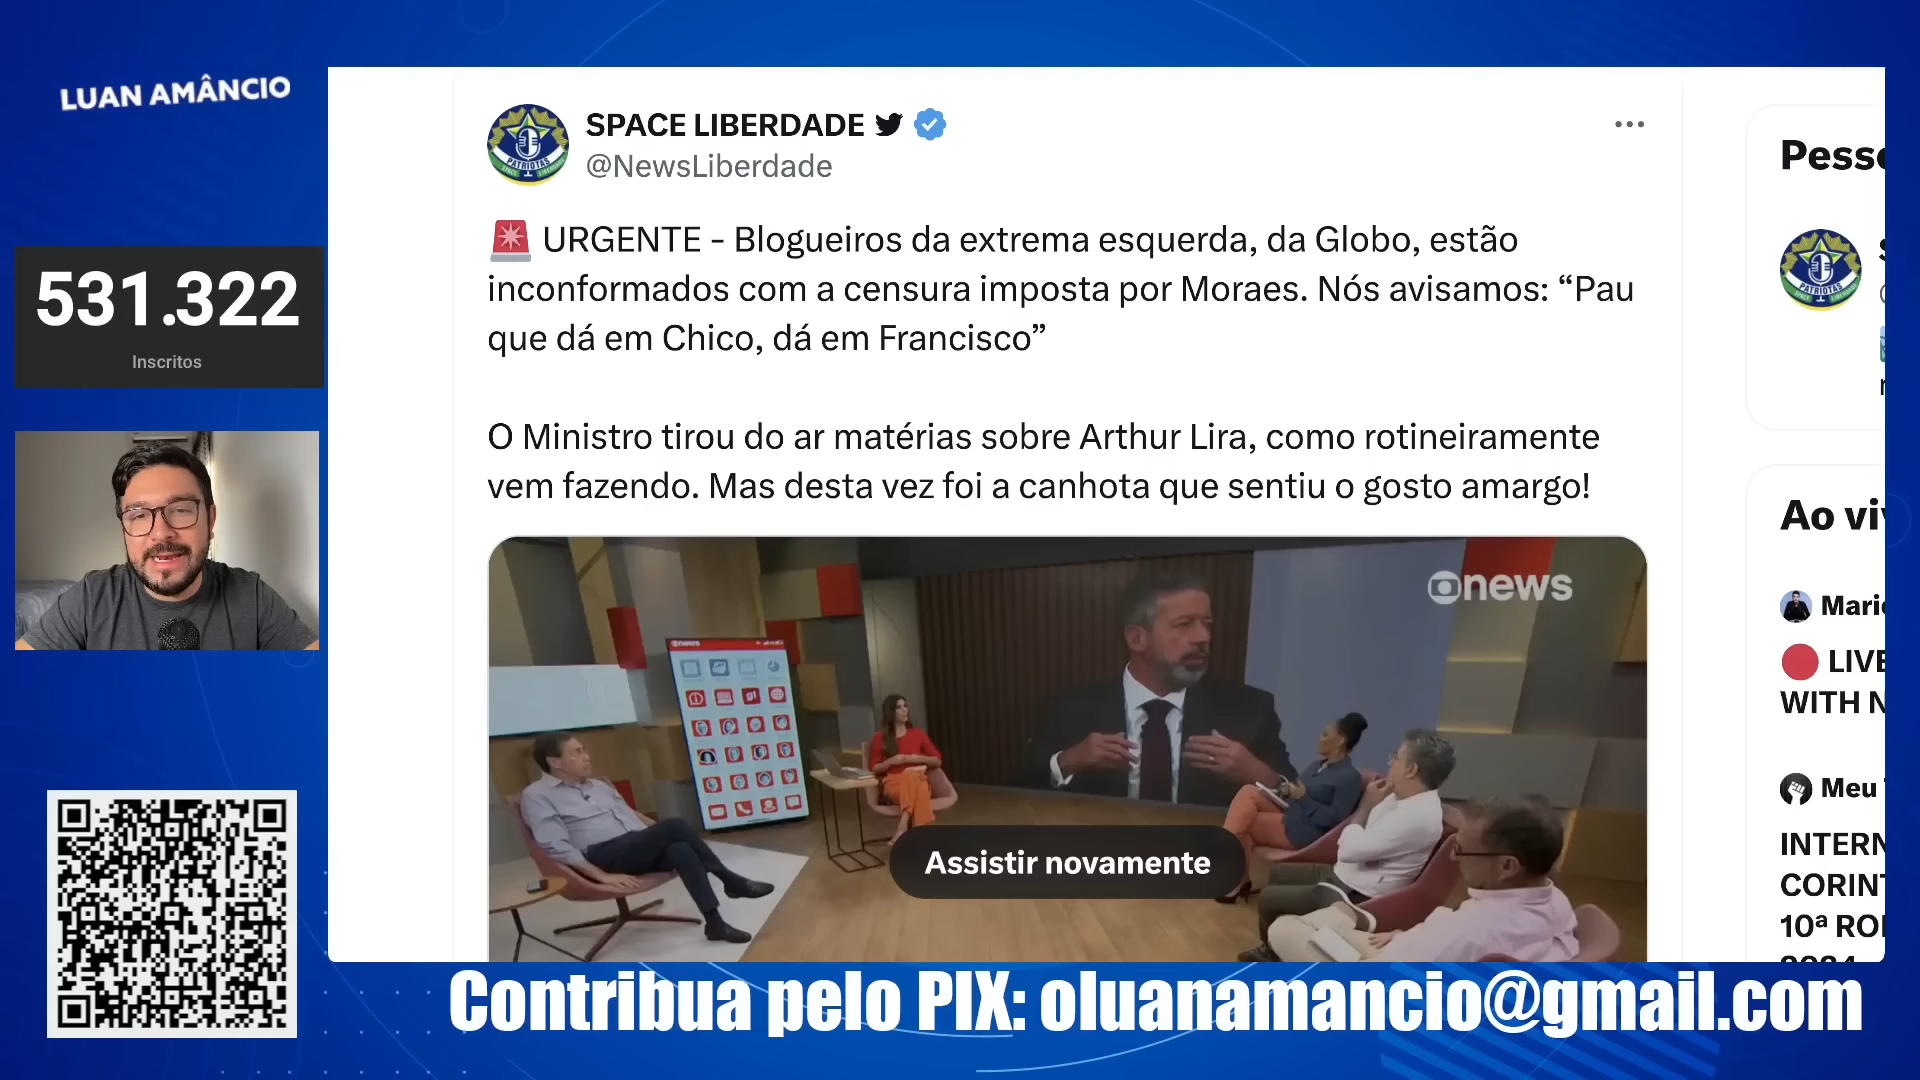 LUAN AMÂNCIO
531.322
Inscritos
SPACE LIBERDADE
@NewsLiberdade
URGENTE - Blogueiros da extrema esquerda, da Globo, estão
inconformados com a censura imposta por Moraes. Nós avisamos: “Pau
que dá em Chico, dá em Francisco”
O Ministro tirou do ar matérias sobre Arthur Lira, como rotineiramente
vem fazendo. Mas desta vez foi a canhota que sentiu o gosto amargo!
news
Assistir novamente
PATRIOTAS
Pess
Ao vi
Mari
LIVE
WITH N
Meu
INTERN
CORIN
10ª RO
Contribua pelo PIX: oluanamancio@gmail.com